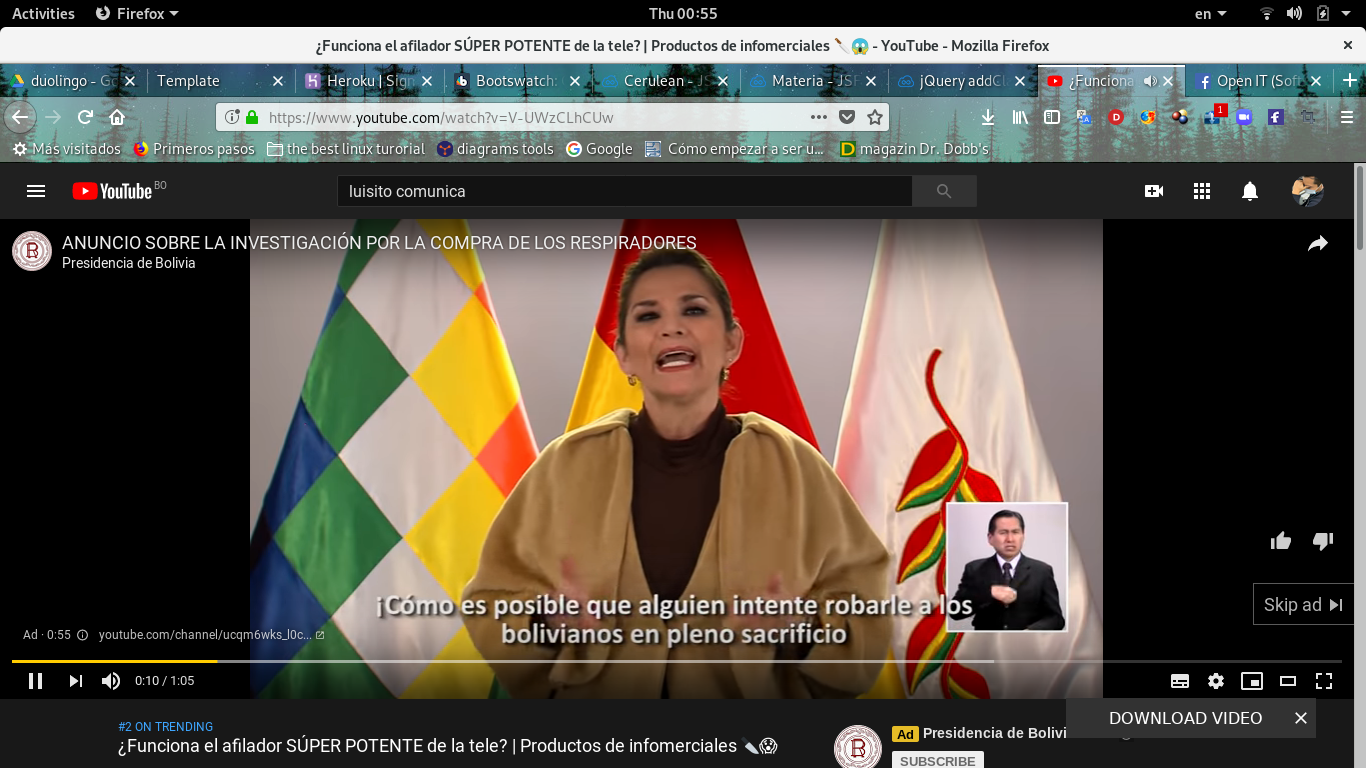 Activities
Firefox
Thu 00:55
en
¿Funciona el afilador SÚPER POTENTE de la tele? | Productos de infomerciales 🔪😱 - YouTube - Mozilla Firefox
duolingo - Go
Template
Heroku | Sign
Bootswatch:
Cerulean - JS
Materia - JSF
jQuery addCl
¿Funciona
Open IT (Soft
https://www.youtube.com/watch?v=V-UWzCLhCUw
1
Más visitados
Primeros pasos
the best linux turorial
diagrams tools
Google
Cómo empezar a ser u...
magazin Dr. Dobb's
YouTube BO
luisito comunica
ANUNCIO SOBRE LA INVESTIGACIÓN POR LA COMPRA DE LOS RESPIRADORES
Presidencia de Bolivia
¡Cómo es posible que alguien intente robarle a los
bolivianos en pleno sacrificio
Skip ad
Ad · 0:55
youtube.com/channel/ucqm6wks_l0c...
0:10 / 1:05
DOWNLOAD VIDEO
#2 ON TRENDING
¿Funciona el afilador SÚPER POTENTE de la tele? | Productos de infomerciales 🔪😱
Ad Presidencia de Bolivi
SUBSCRIBE